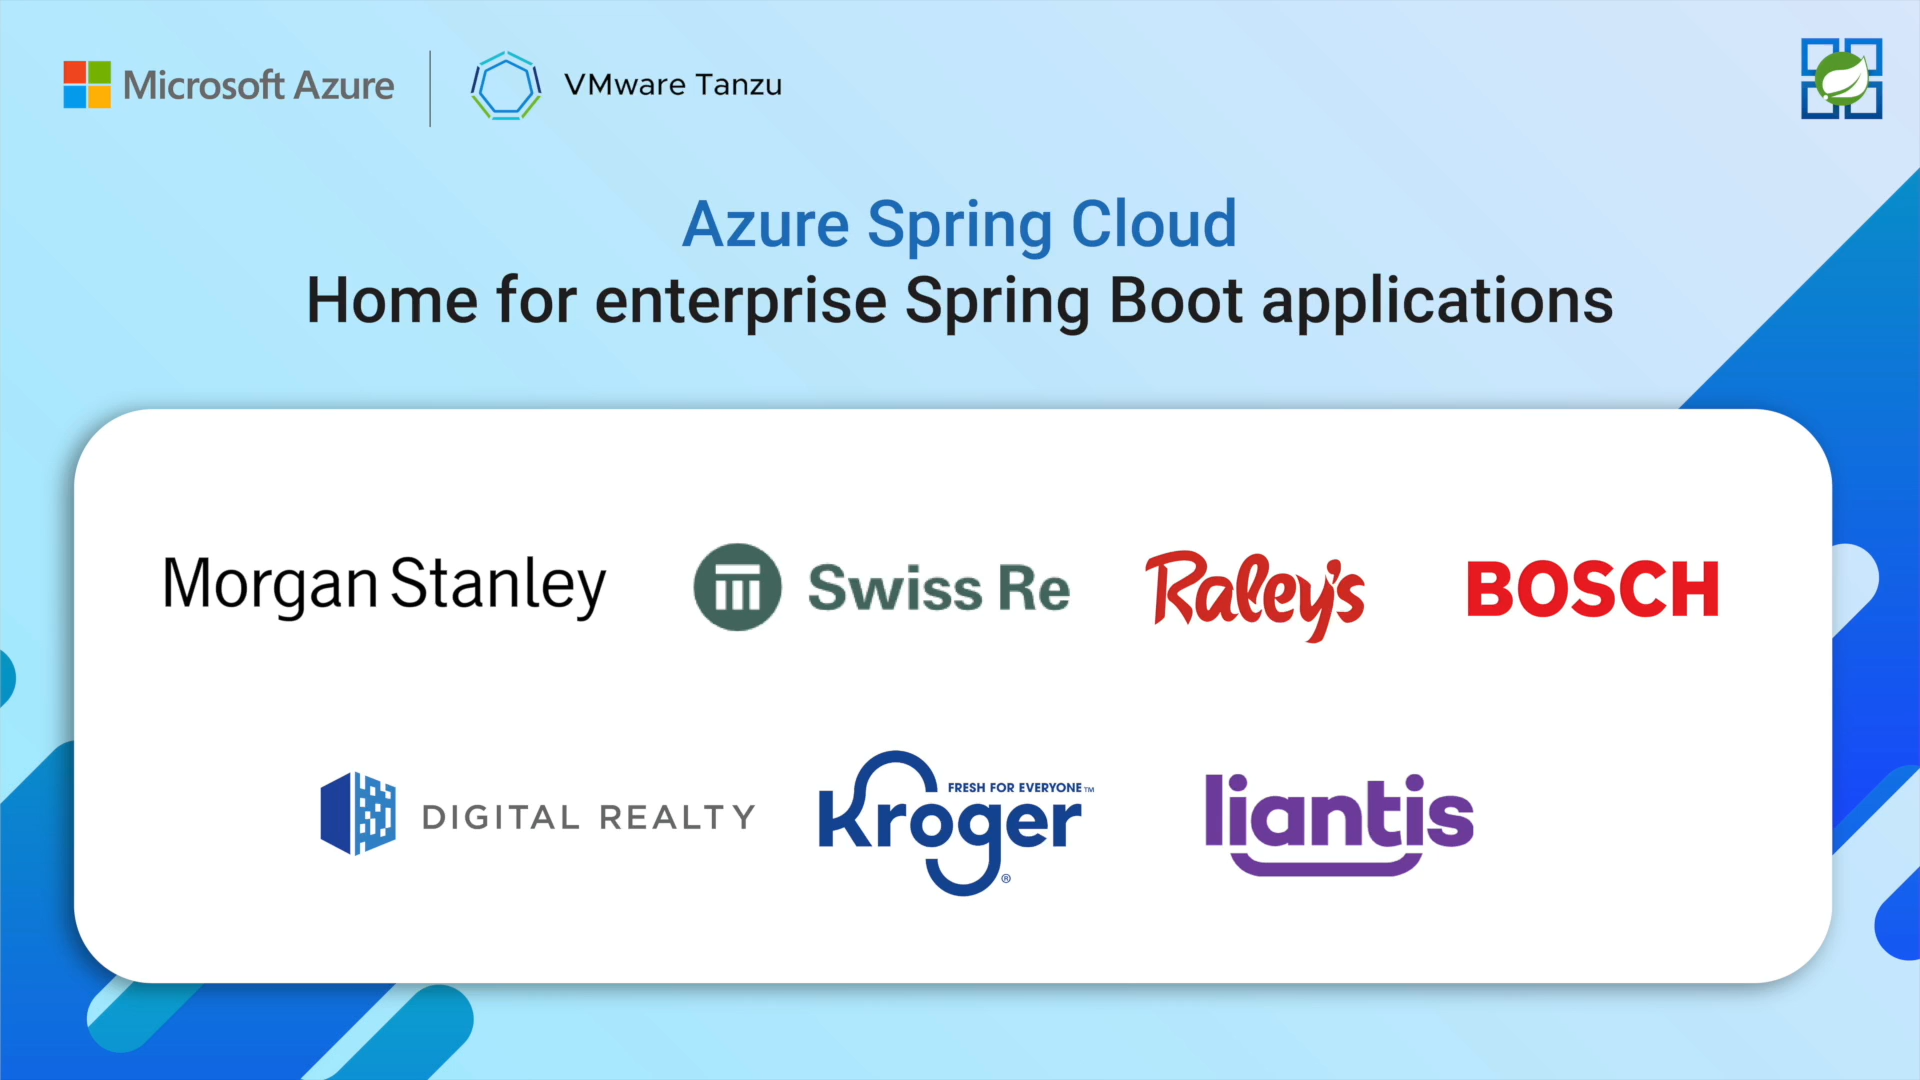 Microsoft Azure
VMware Tanzu
Azure Spring Cloud
Home for enterprise Spring Boot applications
Morgan Stanley
Swiss Re
Raley's
BOSCH
DIGITAL REALTY
FRESH FOR EVERYONE™
Kroger®
liantis